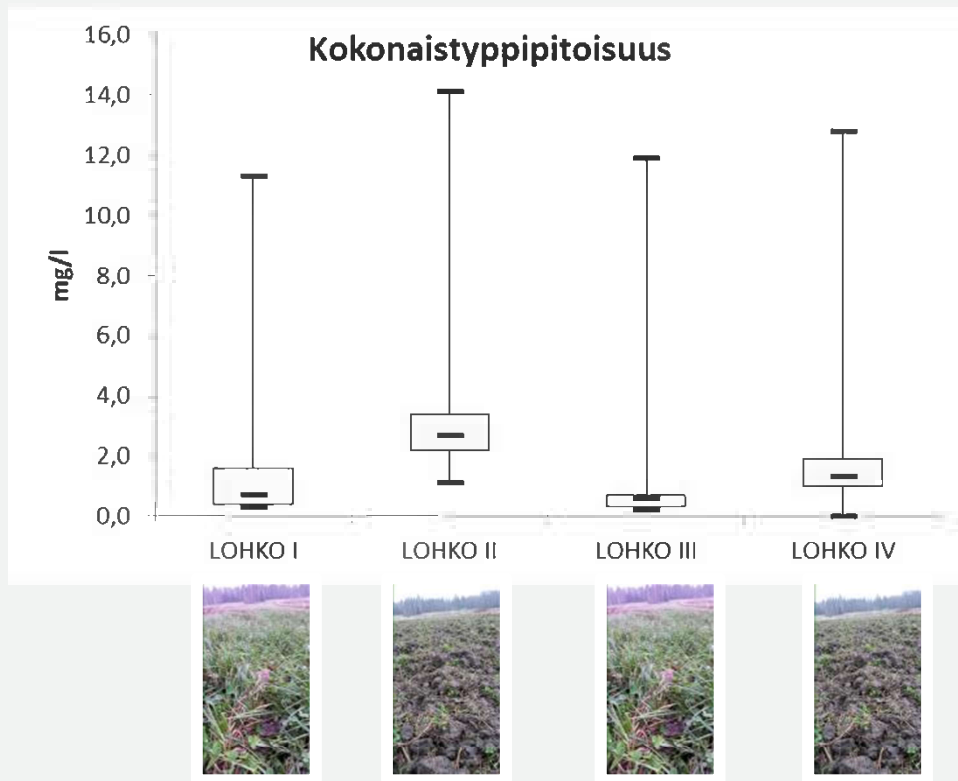 Kokonaistyppipitoisuus
mg/l
16,0
14,0
12,0
10,0
8,0
6,0
4,0
2,0
0,0
LOHKO I
LOHKO II
LOHKO III
LOHKO IV